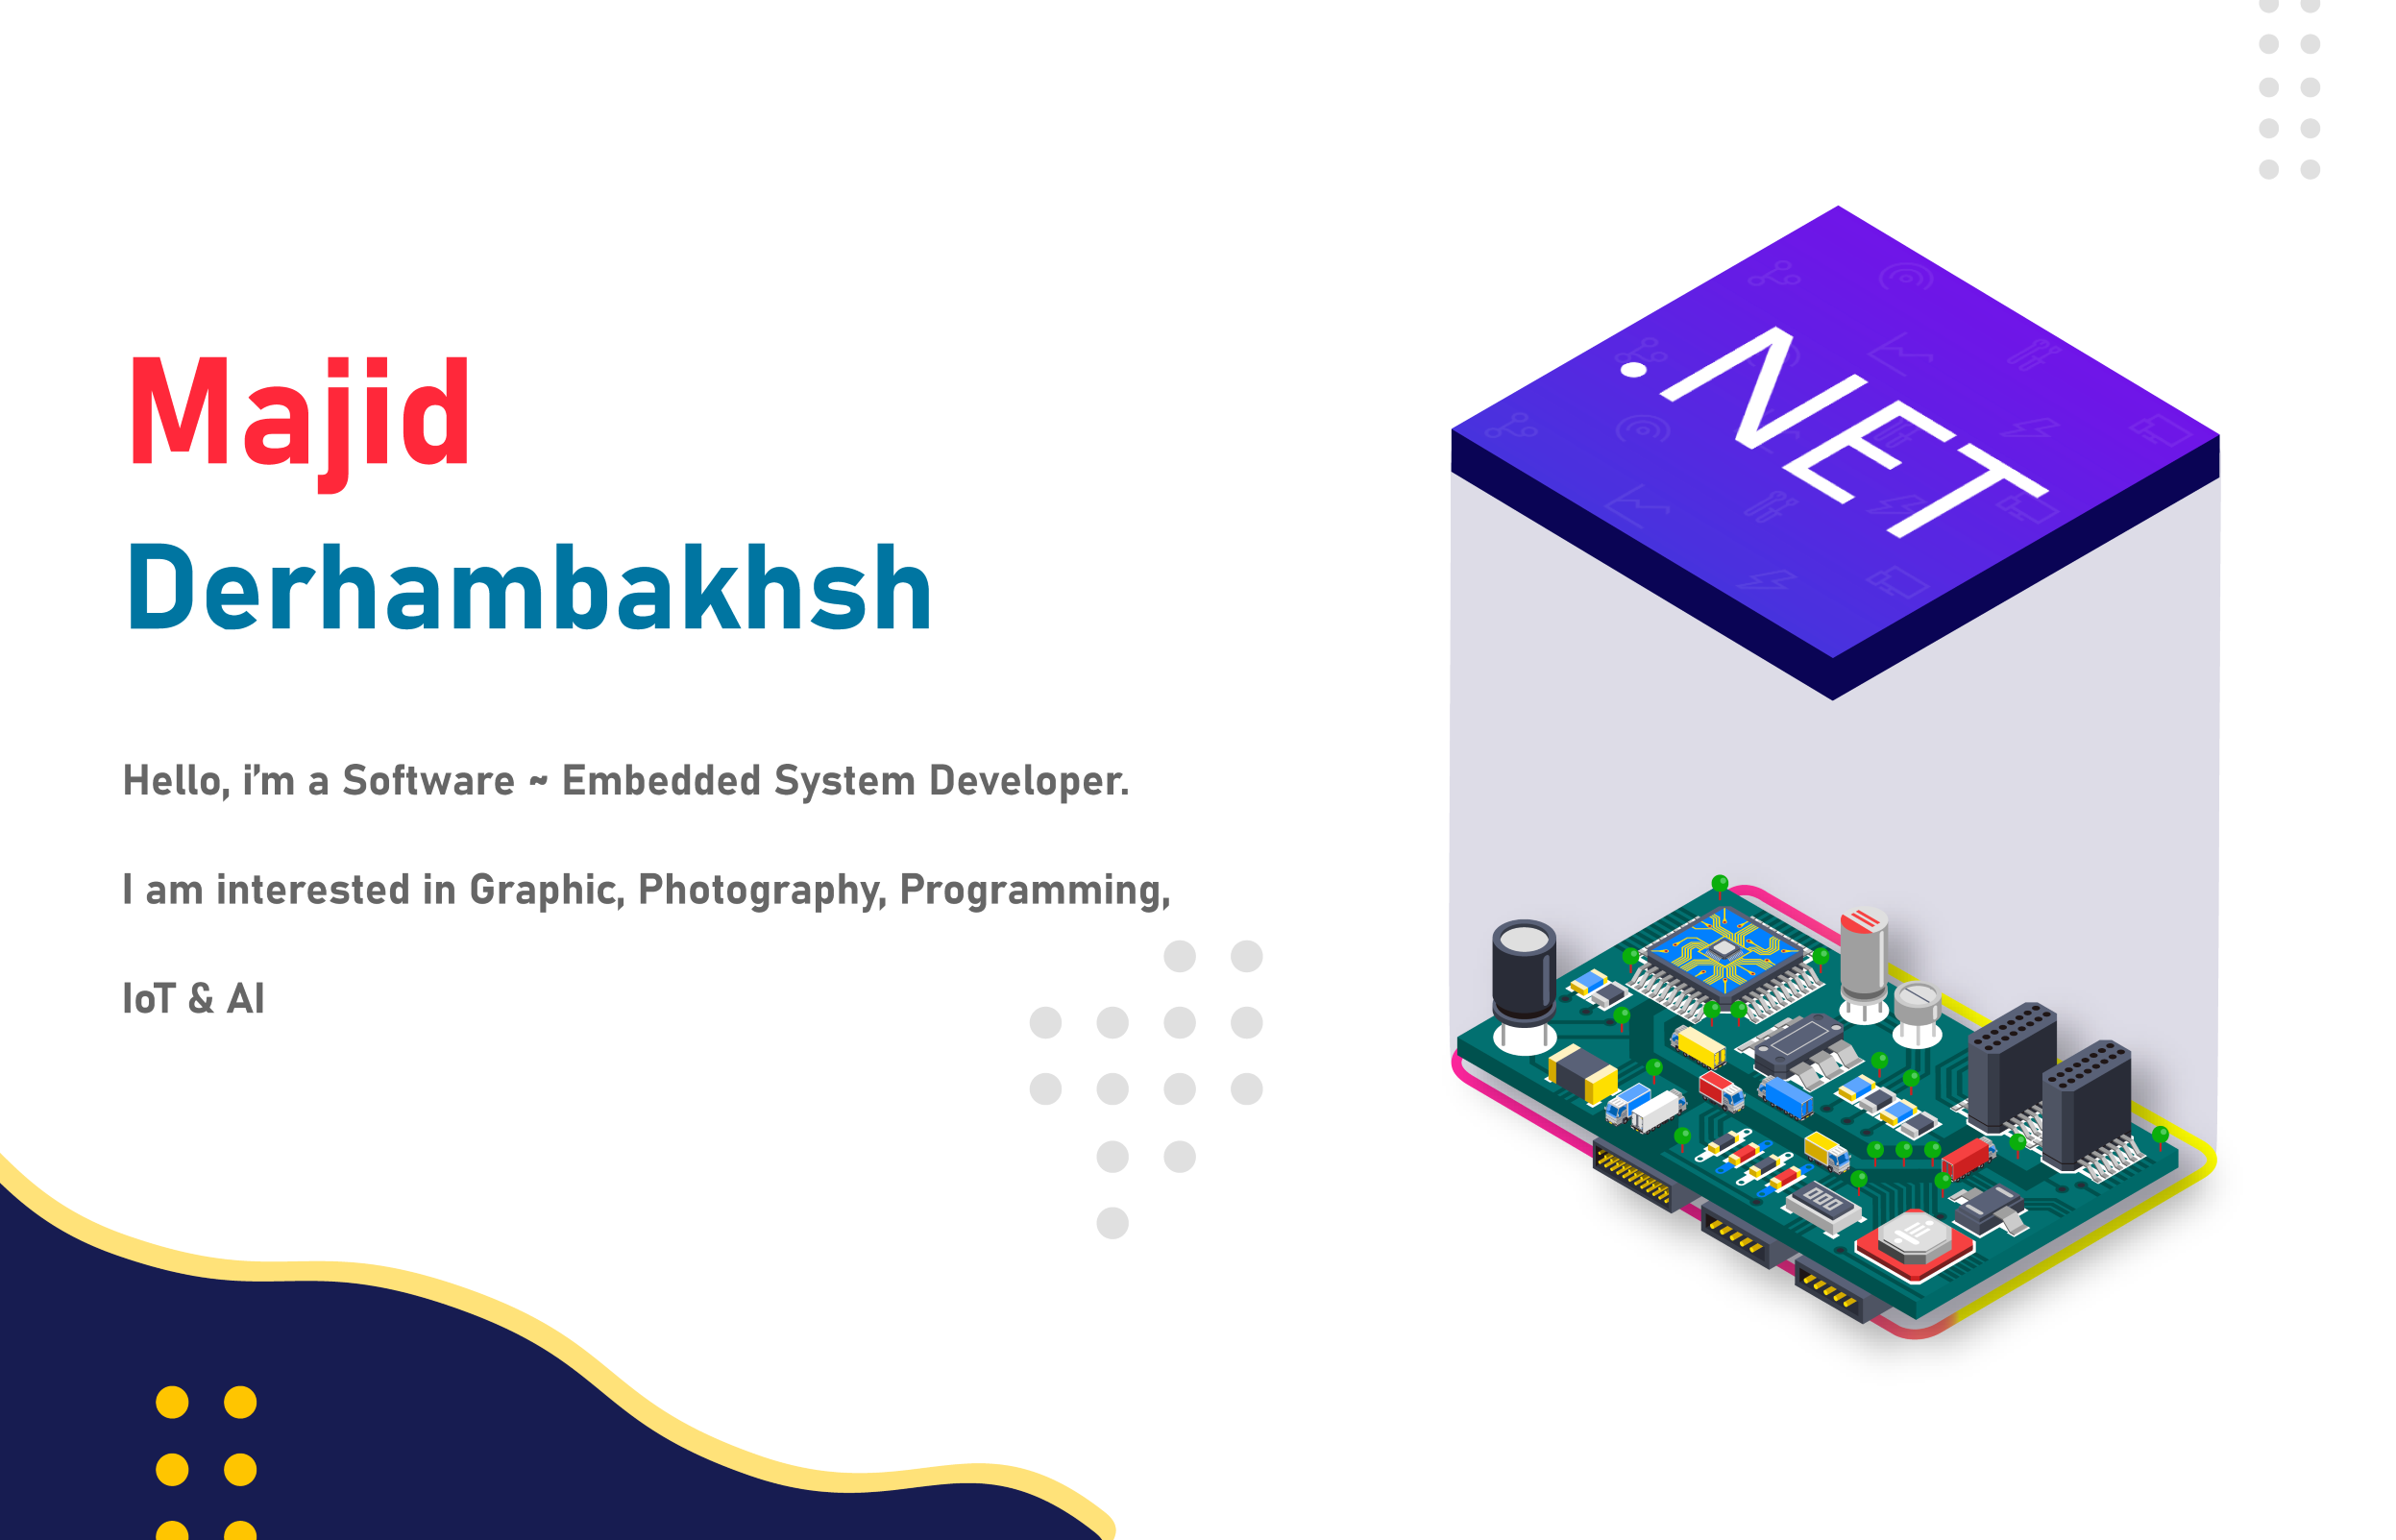 Majid
Derhambakhsh
Hello, i'm a Software ~ Embedded System Developer.
I am interested in Graphic, Photography, Programming,
IoT & AI
.NET